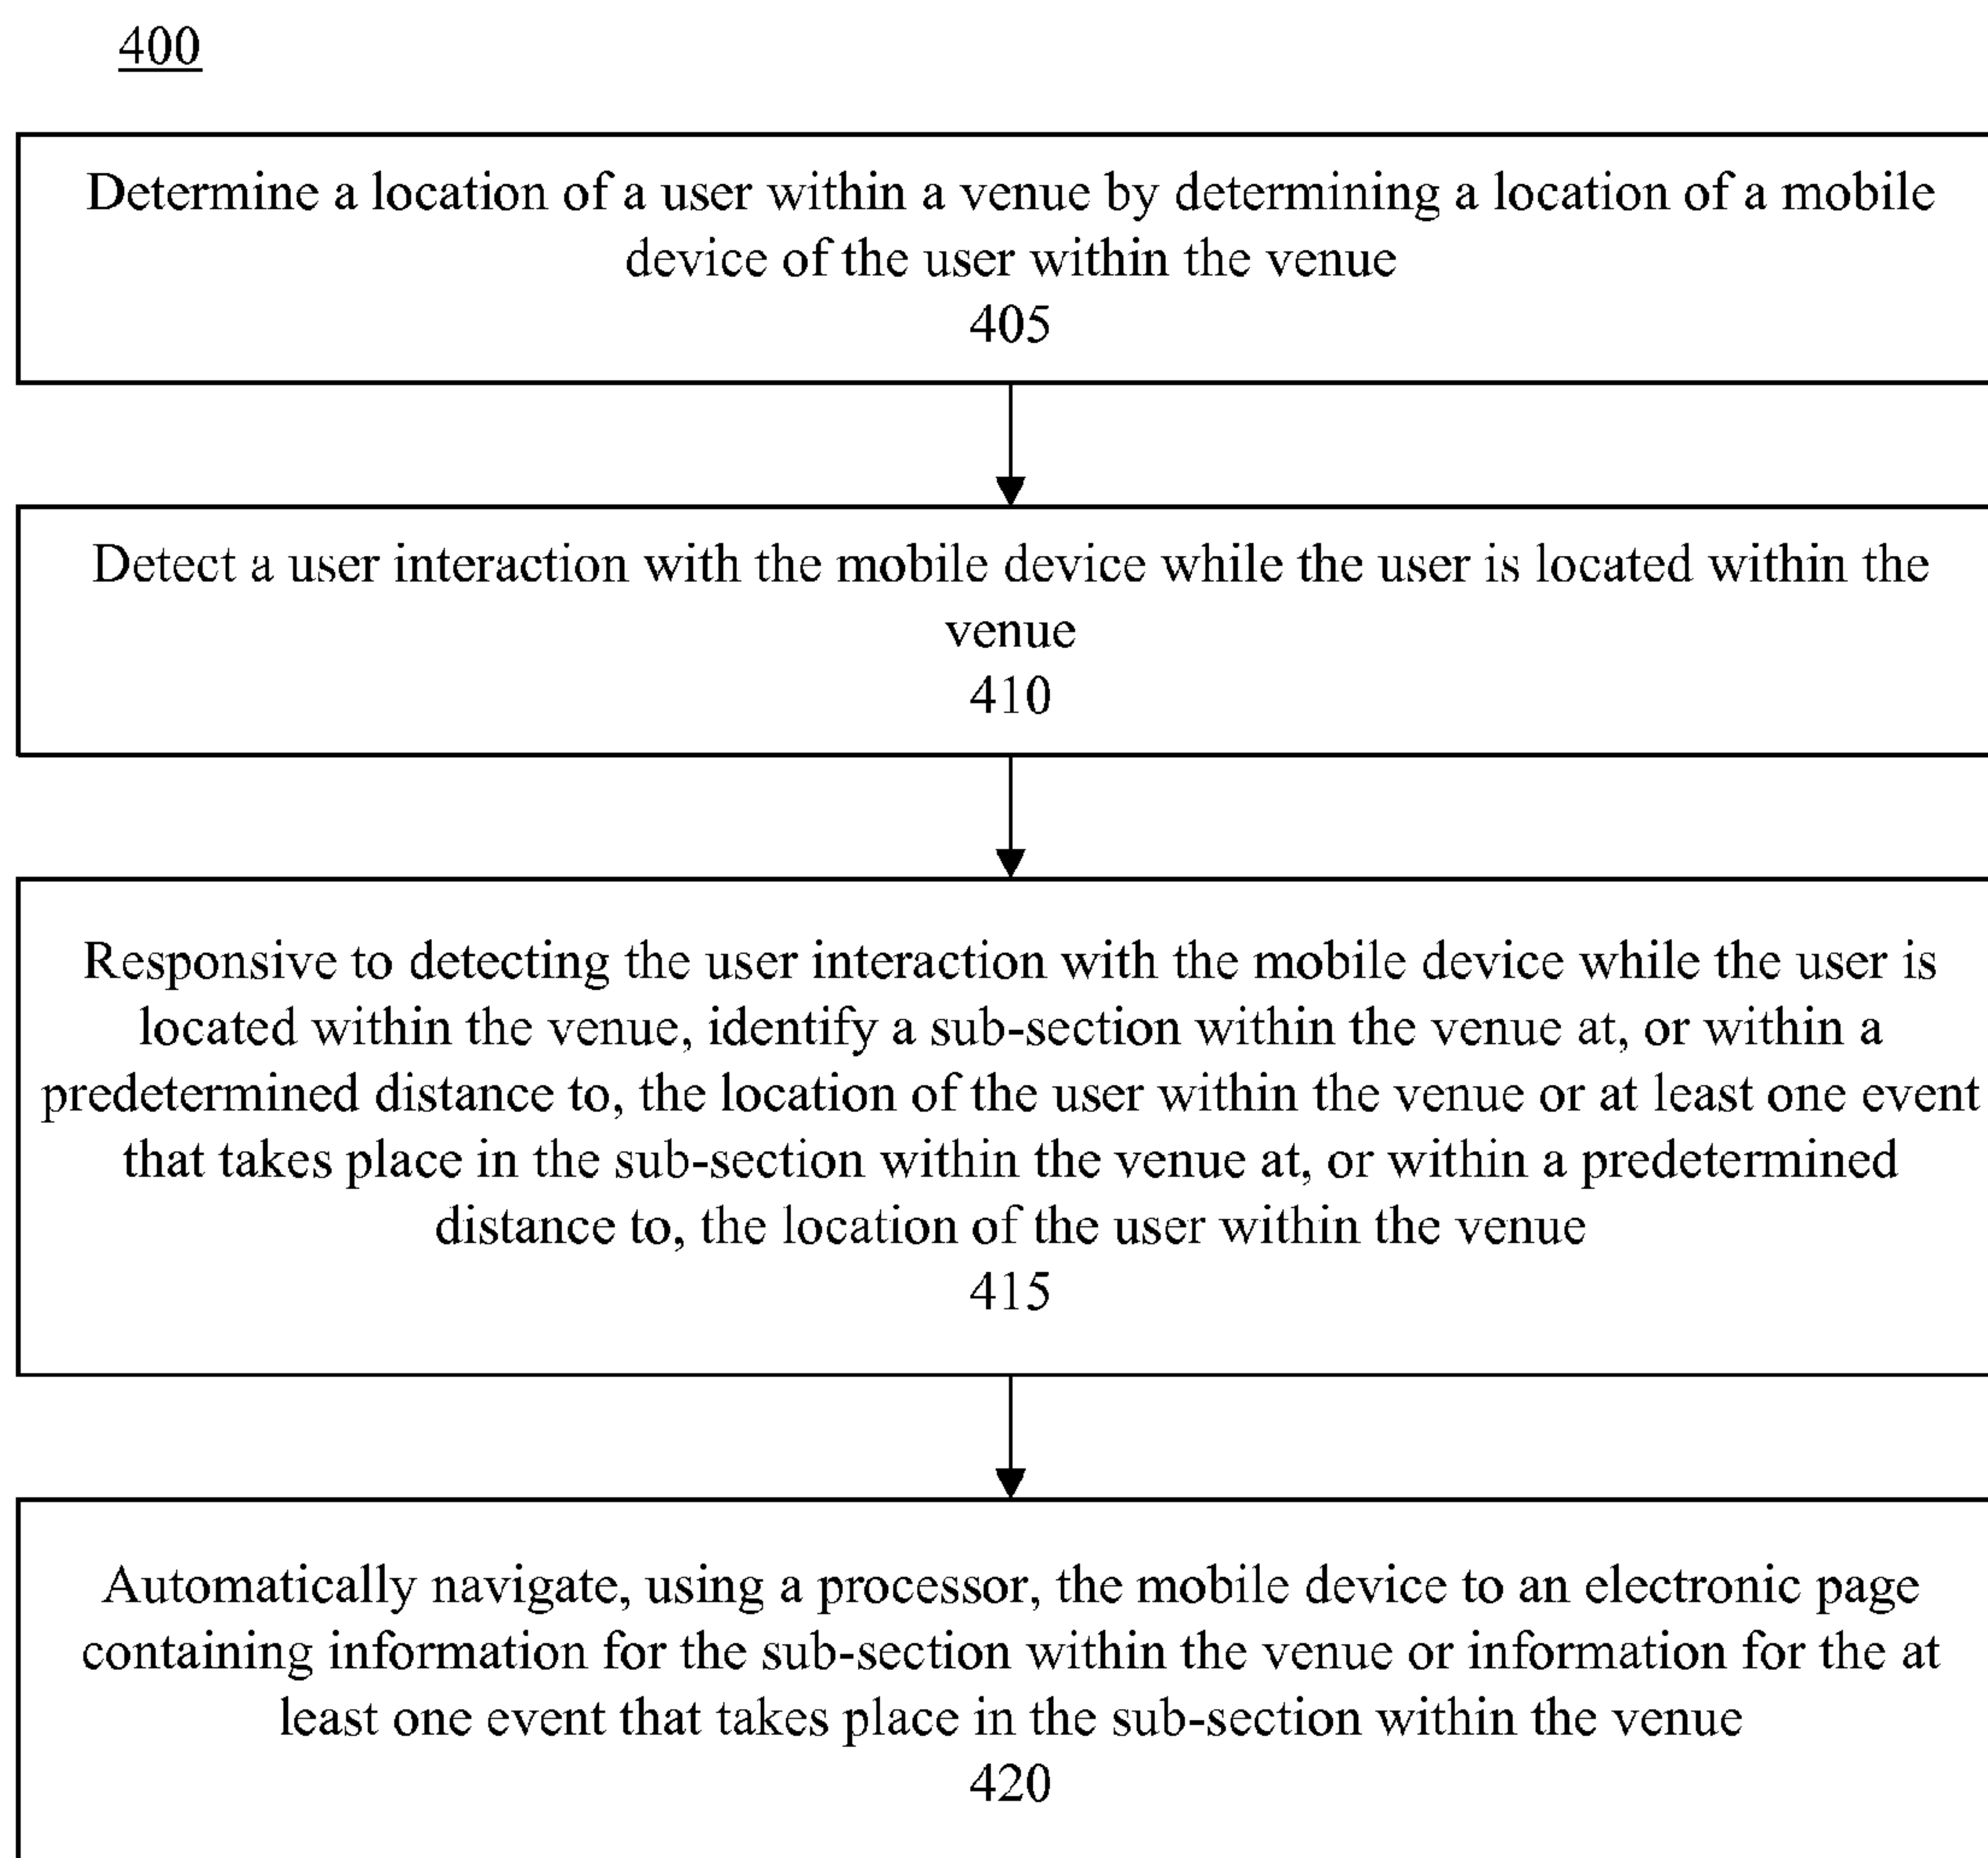 400
Determine a location of a user within a venue by determining a location of a mobile
device of the user within the venue
405
Detect a user interaction with the mobile device while the user is located within the
venue
410
Responsive to detecting the user interaction with the mobile device while the user is
located within the venue, identify a sub-section within the venue at, or within a
predetermined distance to, the location of the user within the venue or at least one event
that takes place in the sub-section within the venue at, or within a predetermined
distance to, the location of the user within the venue
415
Automatically navigate, using a processor, the mobile device to an electronic page
containing information for the sub-section within the venue or information for the at
least one event that takes place in the sub-section within the venue
420